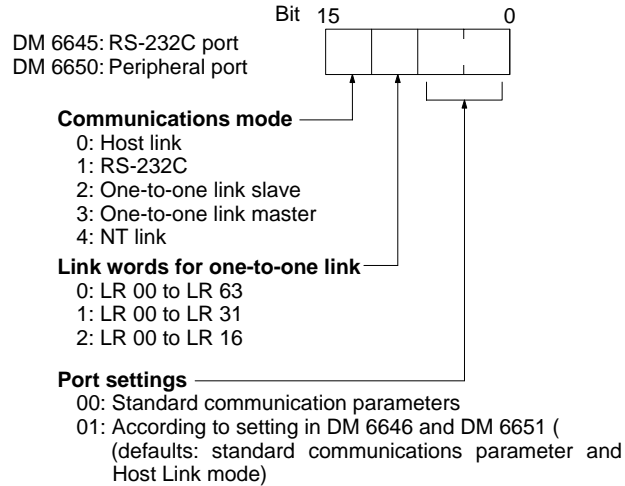 Bit 15 0
DM 6645: RS-232C port
DM 6650: Peripheral port
Communications mode
0: Host link
1: RS-232C
2: One-to-one link slave
3: One-to-one link master
4: NT link
Link words for one-to-one link
0: LR 00 to LR 63
1: LR 00 to LR 31
2: LR 00 to LR 16
Port settings
00: Standard communication parameters
01: According to setting in DM 6646 and DM 6651 (
(defaults: standard communications parameter and
Host Link mode)